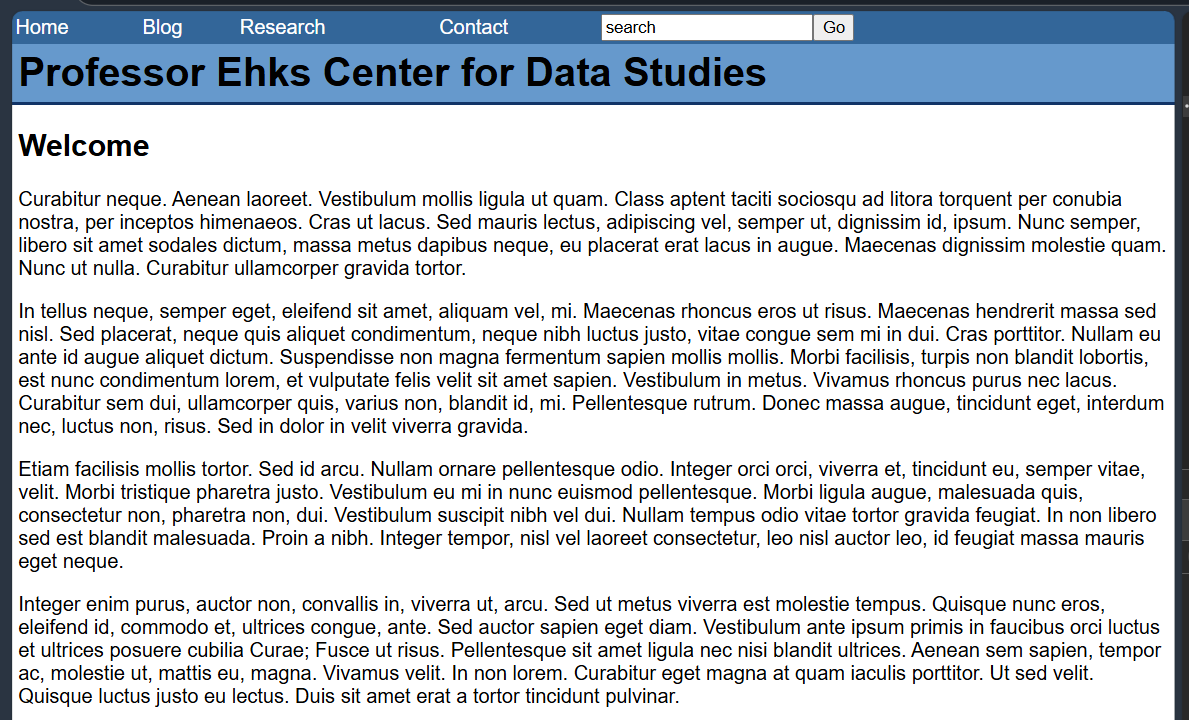 Home Blog Research Contact search Go
Professor Ehks Center for Data Studies
Welcome
Curabitur neque. Aenean laoreet. Vestibulum mollis ligula ut quam. Class aptent taciti sociosqu ad litora torquent per conubia
nostra, per inceptos himenaeos. Cras ut lacus. Sed mauris lectus, adipiscing vel, semper ut, dignissim id, ipsum. Nunc semper,
libero sit amet sodales dictum, massa metus dapibus neque, eu placerat erat lacus in augue. Maecenas dignissim molestie quam.
Nunc ut nulla. Curabitur ullamcorper gravida tortor.
In tellus neque, semper eget, eleifend sit amet, aliquam vel, mi. Maecenas rhoncus eros ut risus. Maecenas hendrerit massa sed
nisl. Sed placerat, neque quis aliquet condimentum, neque nibh luctus justo, vitae congue sem mi in dui. Cras porttitor. Nullam eu
ante id augue aliquet dictum. Suspendisse non magna fermentum sapien mollis mollis. Morbi facilisis, turpis non blandit lobortis,
est nunc condimentum lorem, et vulputate felis velit sit amet sapien. Vestibulum in metus. Vivamus rhoncus purus nec lacus.
Curabitur sem dui, ullamcorper quis, varius non, blandit id, mi. Pellentesque rutrum. Donec massa augue, tincidunt eget, interdum
nec, luctus non, risus. Sed in dolor in velit viverra gravida.
Etiam facilisis mollis tortor. Sed id arcu. Nullam ornare pellentesque odio. Integer orci orci, viverra et, tincidunt eu, semper vitae,
velit. Morbi tristique pharetra justo. Vestibulum eu mi in nunc euismod pellentesque. Morbi ligula augue, malesuada quis,
consectetur non, pharetra non, dui. Vestibulum suscipit nibh vel dui. Nullam tempus odio vitae tortor gravida feugiat. In non libero
sed est blandit malesuada. Proin a nibh. Integer tempor, nisl vel laoreet consectetur, leo nisl auctor leo, id feugiat massa mauris
eget neque.
Integer enim purus, auctor non, convallis in, viverra ut, arcu. Sed ut metus viverra est molestie tempus. Quisque nunc eros,
eleifend id, commodo et, ultrices congue, ante. Sed auctor sapien eget diam. Vestibulum ante ipsum primis in faucibus orci luctus
et ultrices posuere cubilia Curae; Fusce ut risus. Pellentesque sit amet ligula nec nisi blandit ultrices. Aenean sem sapien, tempor
ac, molestie ut, mattis eu, magna. Vivamus velit. In non lorem. Curabitur eget magna at quam iaculis porttitor. Ut sed velit.
Quisque luctus justo eu lectus. Duis sit amet erat a tortor tincidunt pulvinar.